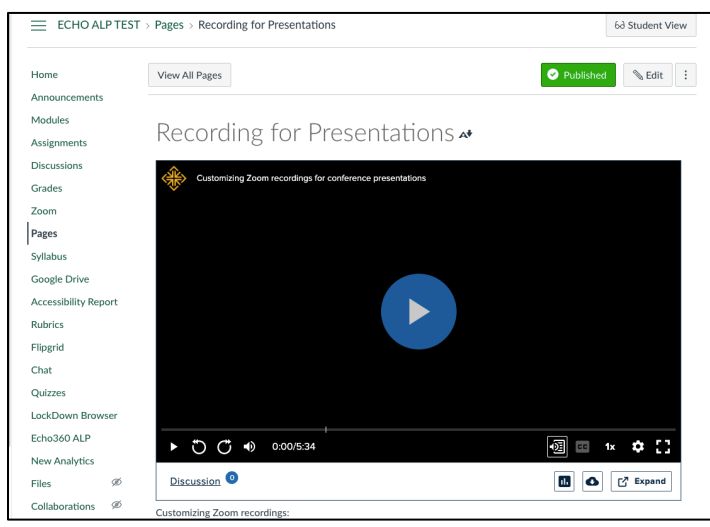 ECHO ALP TEST > Pages > Recording for Presentations
Student View
Home
Announcements
Modules
Assignments
Discussions
Grades
Zoom
Pages
Syllabus
Google Drive
Accessibility Report
Rubrics
Flipgrid
Chat
Quizzes
LockDown Browser
Echo360 ALP
New Analytics
Files
Collaborations
View All Pages
Published
Edit
Recording for Presentations
Customizing Zoom recordings for conference presentations
0:00/5:34
CC
1x
Discussion 0
Expand
Customizing Zoom recordings: